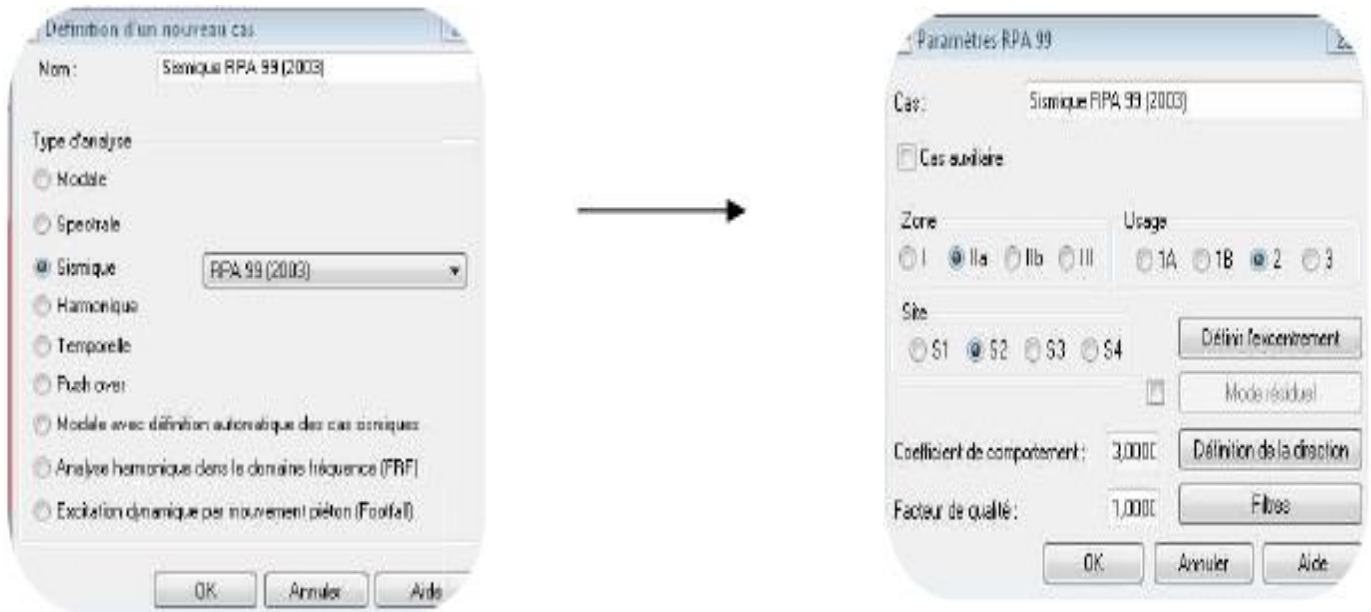 Définition d'un nouveau cas
Nom :
Sismique RPA 99 (2003)
Type d'analyse
Modale
Spectrale
Sismique
RPA 99 (2003)
Harmonique
Temporelle
Push over
Modale avec définition automatique des cas sismiques
Analyse harmonique dans le domaine fréquence (FRF)
Excitation dynamique par mouvement piéton (Footfall)
OK
Annuler
Aide
Paramètres RPA 99
Cas :
Sismique RPA 99 (2003)
Cas auxiliaire
Zone
I IIa IIb III
Usage
1A 1B 2 3
Site
S1 S2 S3 S4
Définir l'excentrement
Mode résiduel
Coefficient de comportement : 3,0000
Définition de la direction
Facteur de qualité : 1,0000
Filtres
OK
Annuler
Aide